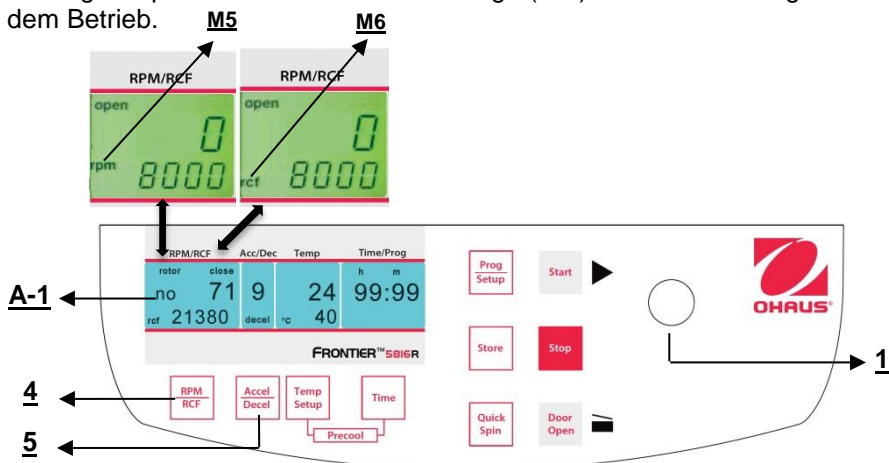 (
dem Betrieb.
M5
M6
RPM/RCF
RPM/RCF
open
0
rpm 8000
open
0
rcf 8000
RPM/RCF Acc/Dec Temp Time/Prog
rotor close h m
no 71 9 24 99:99
rcf 21380 decel °C 40
FRONTIER™ 5816R
A-1
Prog
Setup
Start
OHAUS®
Store
Stop
1
RPM
RCF
Accel
Decel
Temp
Setup
Time
Precool
4
5
Quick
Spin
Door
Open